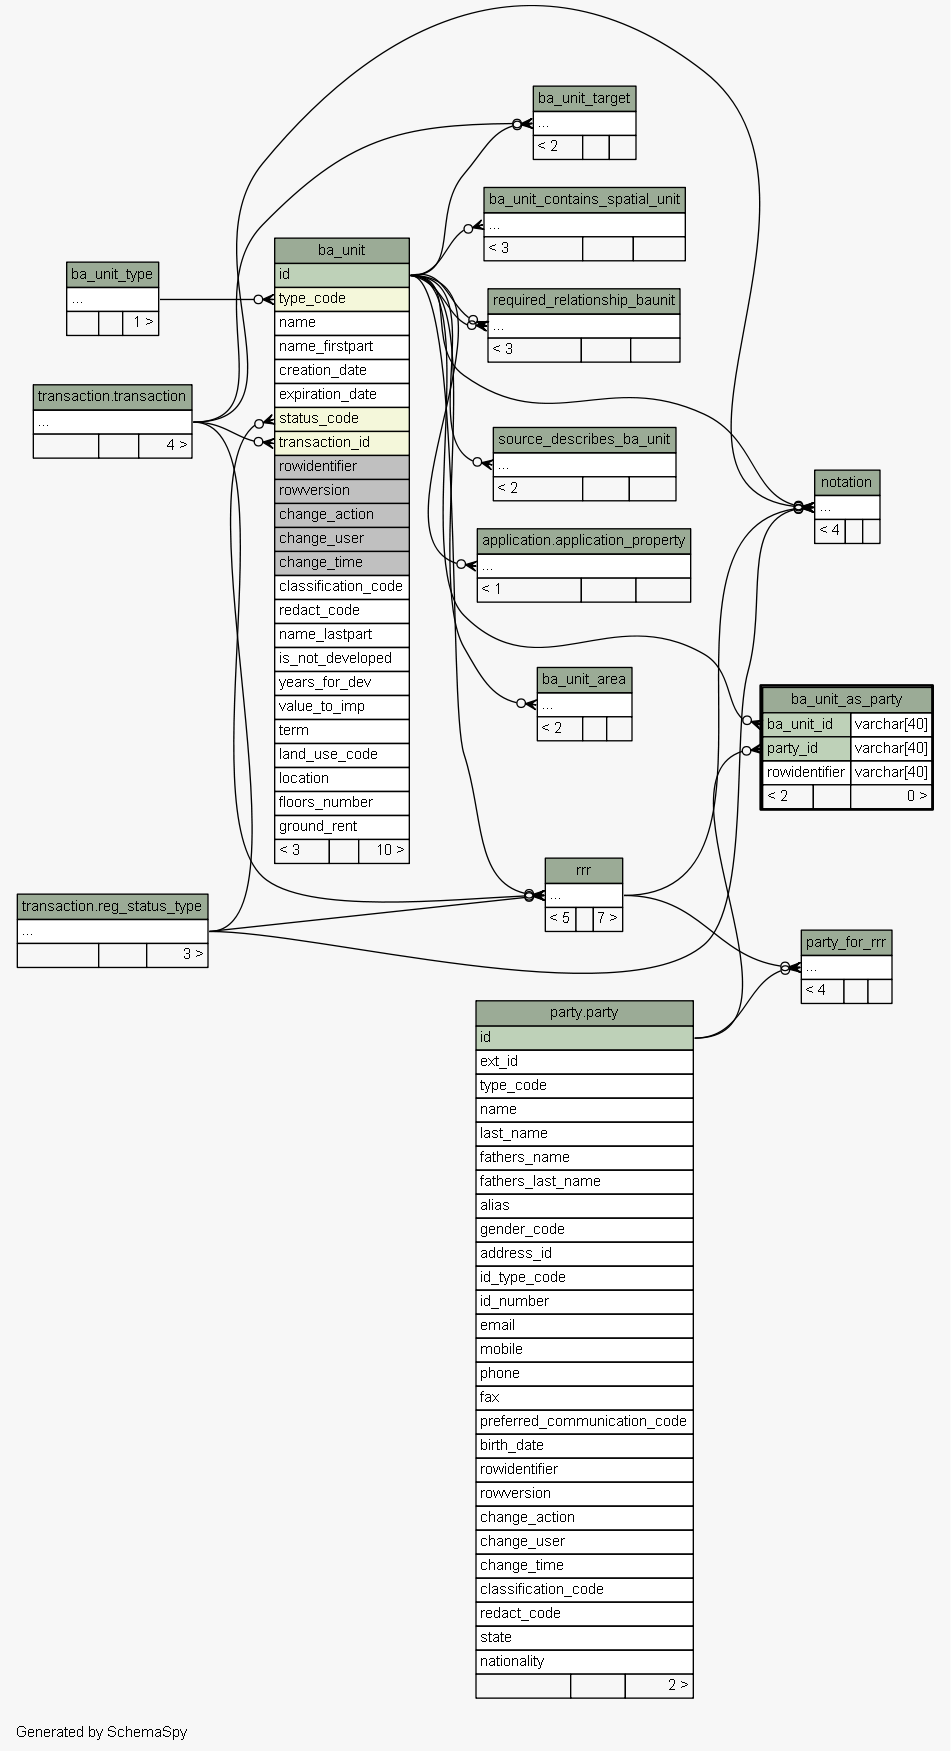 ba_unit_target
...
< 2
ba_unit_contains_spatial_unit
...
< 3
ba_unit
id
type_code
name
name_firstpart
creation_date
expiration_date
status_code
transaction_id
rowidentifier
rowversion
change_action
change_user
change_time
classification_code
redact_code
name_lastpart
is_not_developed
years_for_dev
value_to_imp
term
land_use_code
location
floors_number
ground_rent
< 3 10 >
ba_unit_type
...
1 >
required_relationship_baunit
...
< 3
transaction.transaction
...
4 >
source_describes_ba_unit
...
< 2
notation
...
< 4
application.application_property
...
< 1
ba_unit_area
...
< 2
ba_unit_as_party
ba_unit_id varchar[40]
party_id varchar[40]
rowidentifier varchar[40]
< 2 0 >
rrr
...
< 5 7 >
transaction.reg_status_type
...
3 >
party_for_rrr
...
< 4
party.party
id
ext_id
type_code
name
last_name
fathers_name
fathers_last_name
alias
gender_code
address_id
id_type_code
id_number
email
mobile
phone
fax
preferred_communication_code
birth_date
rowidentifier
rowversion
change_action
change_user
change_time
classification_code
redact_code
state
nationality
2 >
Generated by SchemaSpy